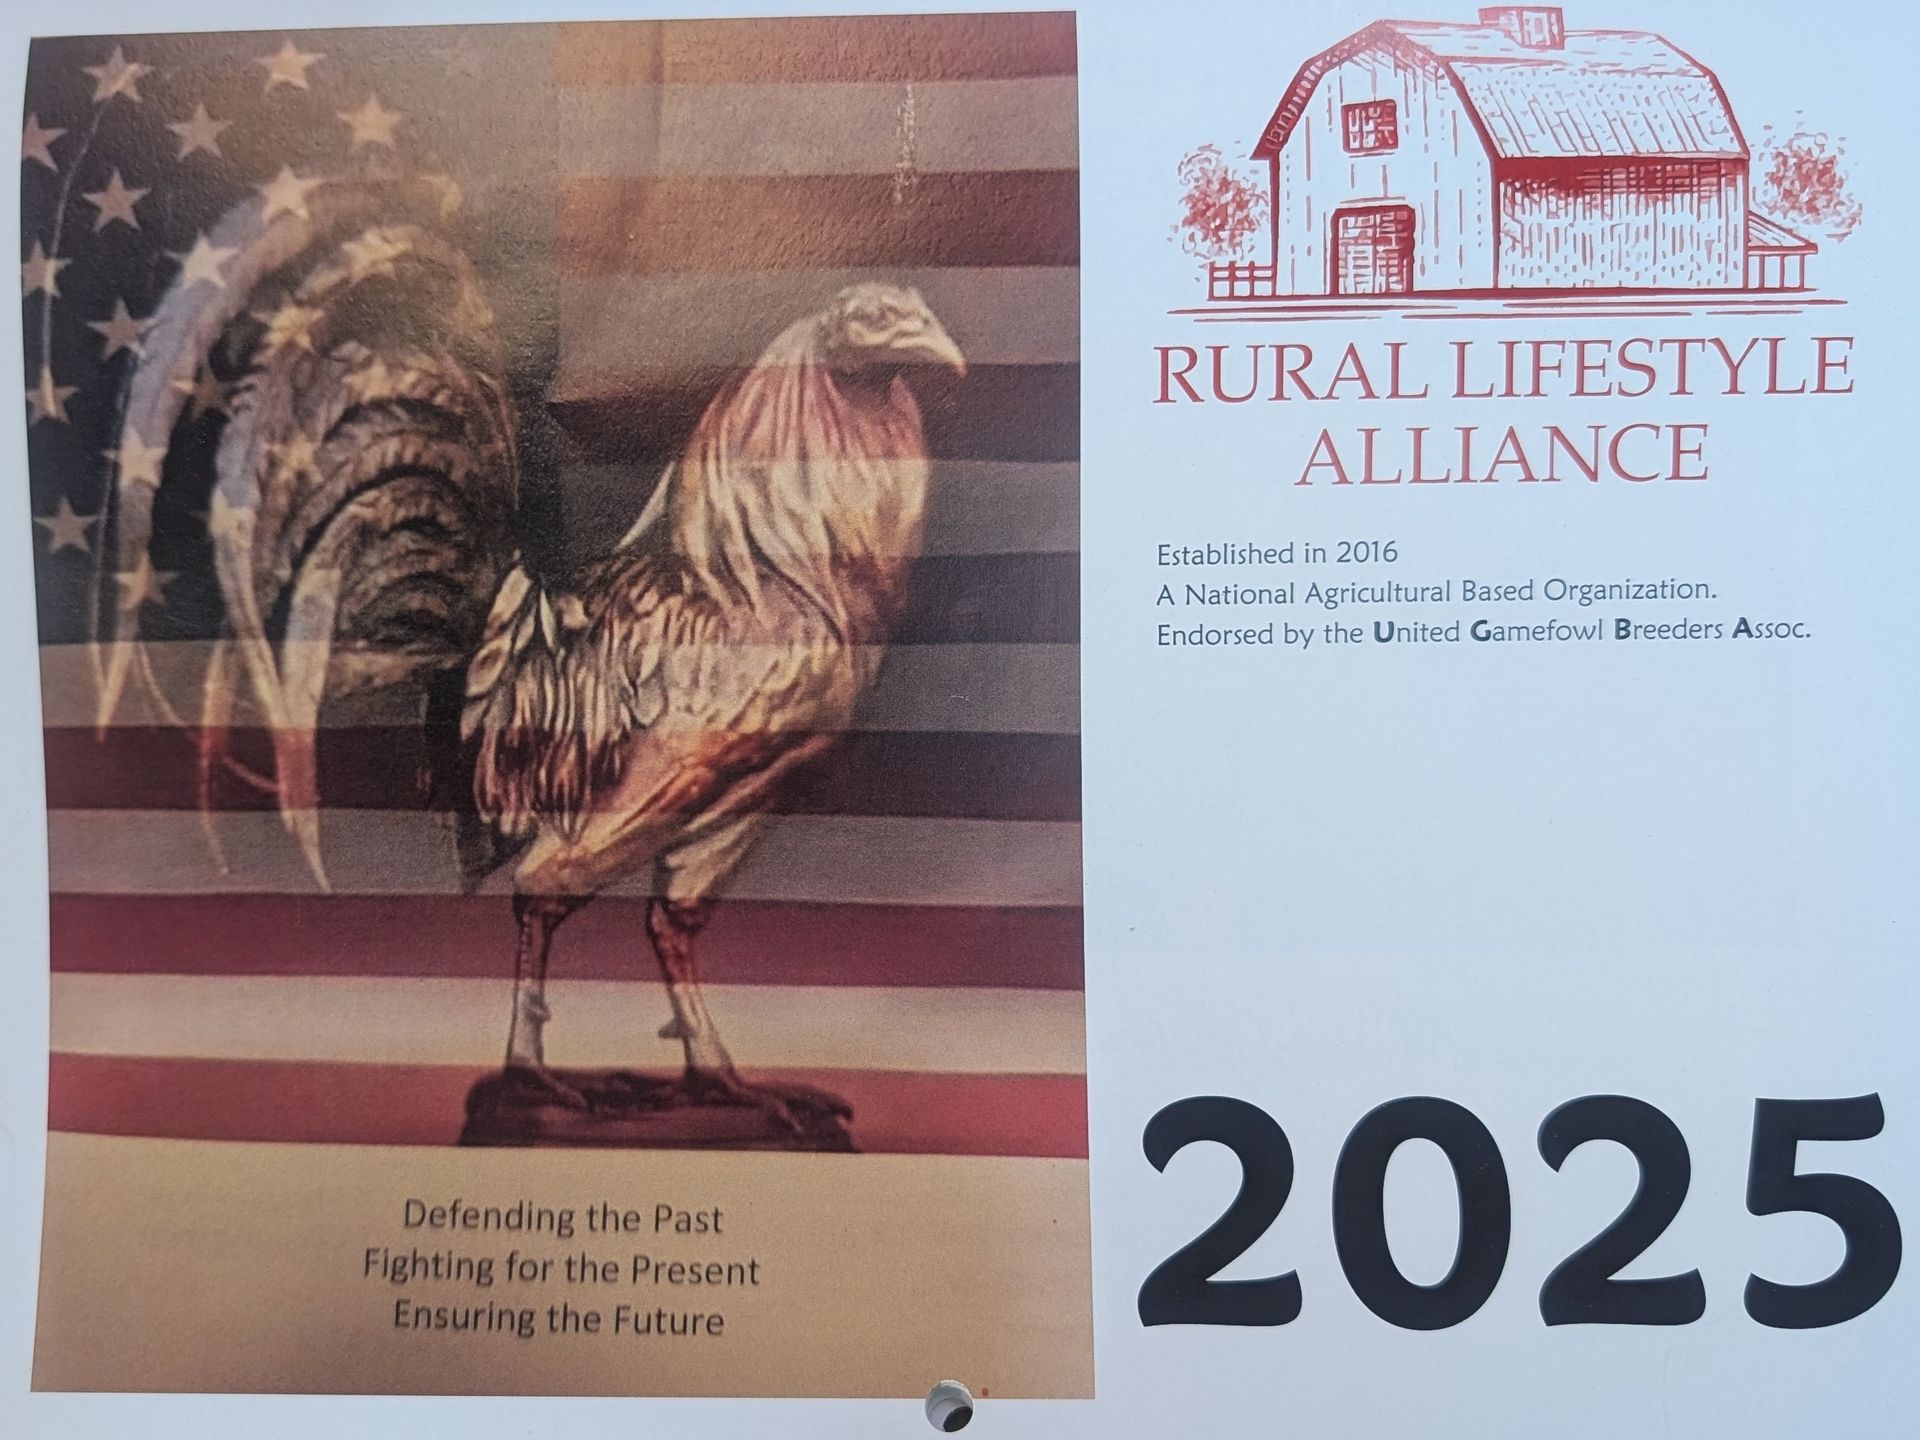 RURAL LIFESTYLE
ALLIANCE
Established in 2016
A National Agricultural Based Organization.
Endorsed by the United Gamefowl Breeders Assoc.
Defending the Past
Fighting for the Present
Ensuring the Future
2025